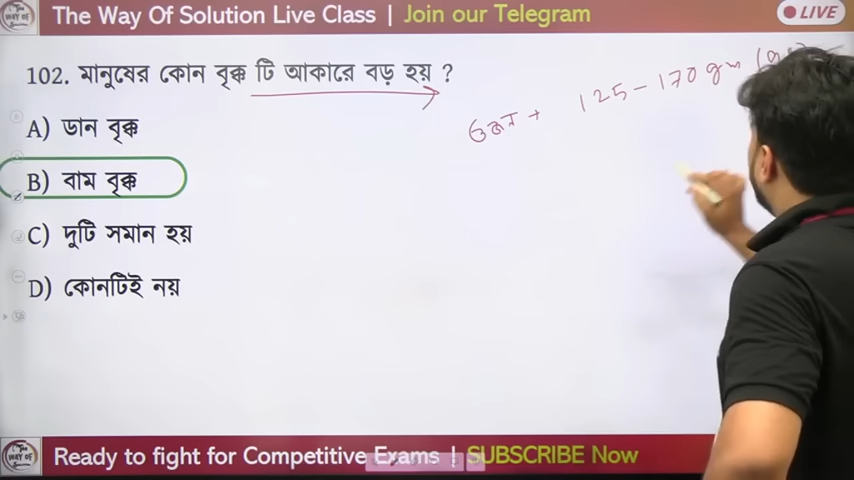 The Way Of Solution Live Class | Join our Telegram
LIVE
102. মানুষের কোন বৃক্ক টি আকারে বড় হয় ?
ওজন + 125-170 gm
A) ডান বৃক্ক
B) বাম বৃক্ক
C) দুটি সমান হয়
D) কোনটিই নয়
Ready to fight for Competitive Exams | SUBSCRIBE Now